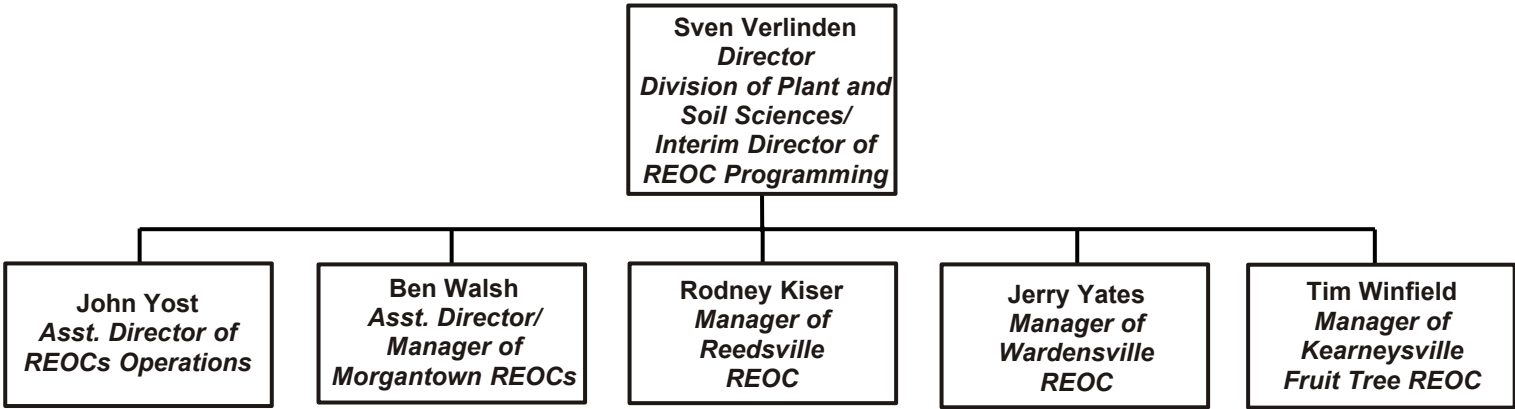 Sven Verlinden
Director
Division of Plant and
Soil Sciences/
Interim Director of
REOC Programming
John Yost
Asst. Director of
REOCs Operations
Ben Walsh
Asst. Director/
Manager of
Morgantown REOCs
Rodney Kiser
Manager of
Reedsville
REOC
Jerry Yates
Manager of
Wardensville
REOC
Tim Winfield
Manager of
Kearneysville
Fruit Tree REOC